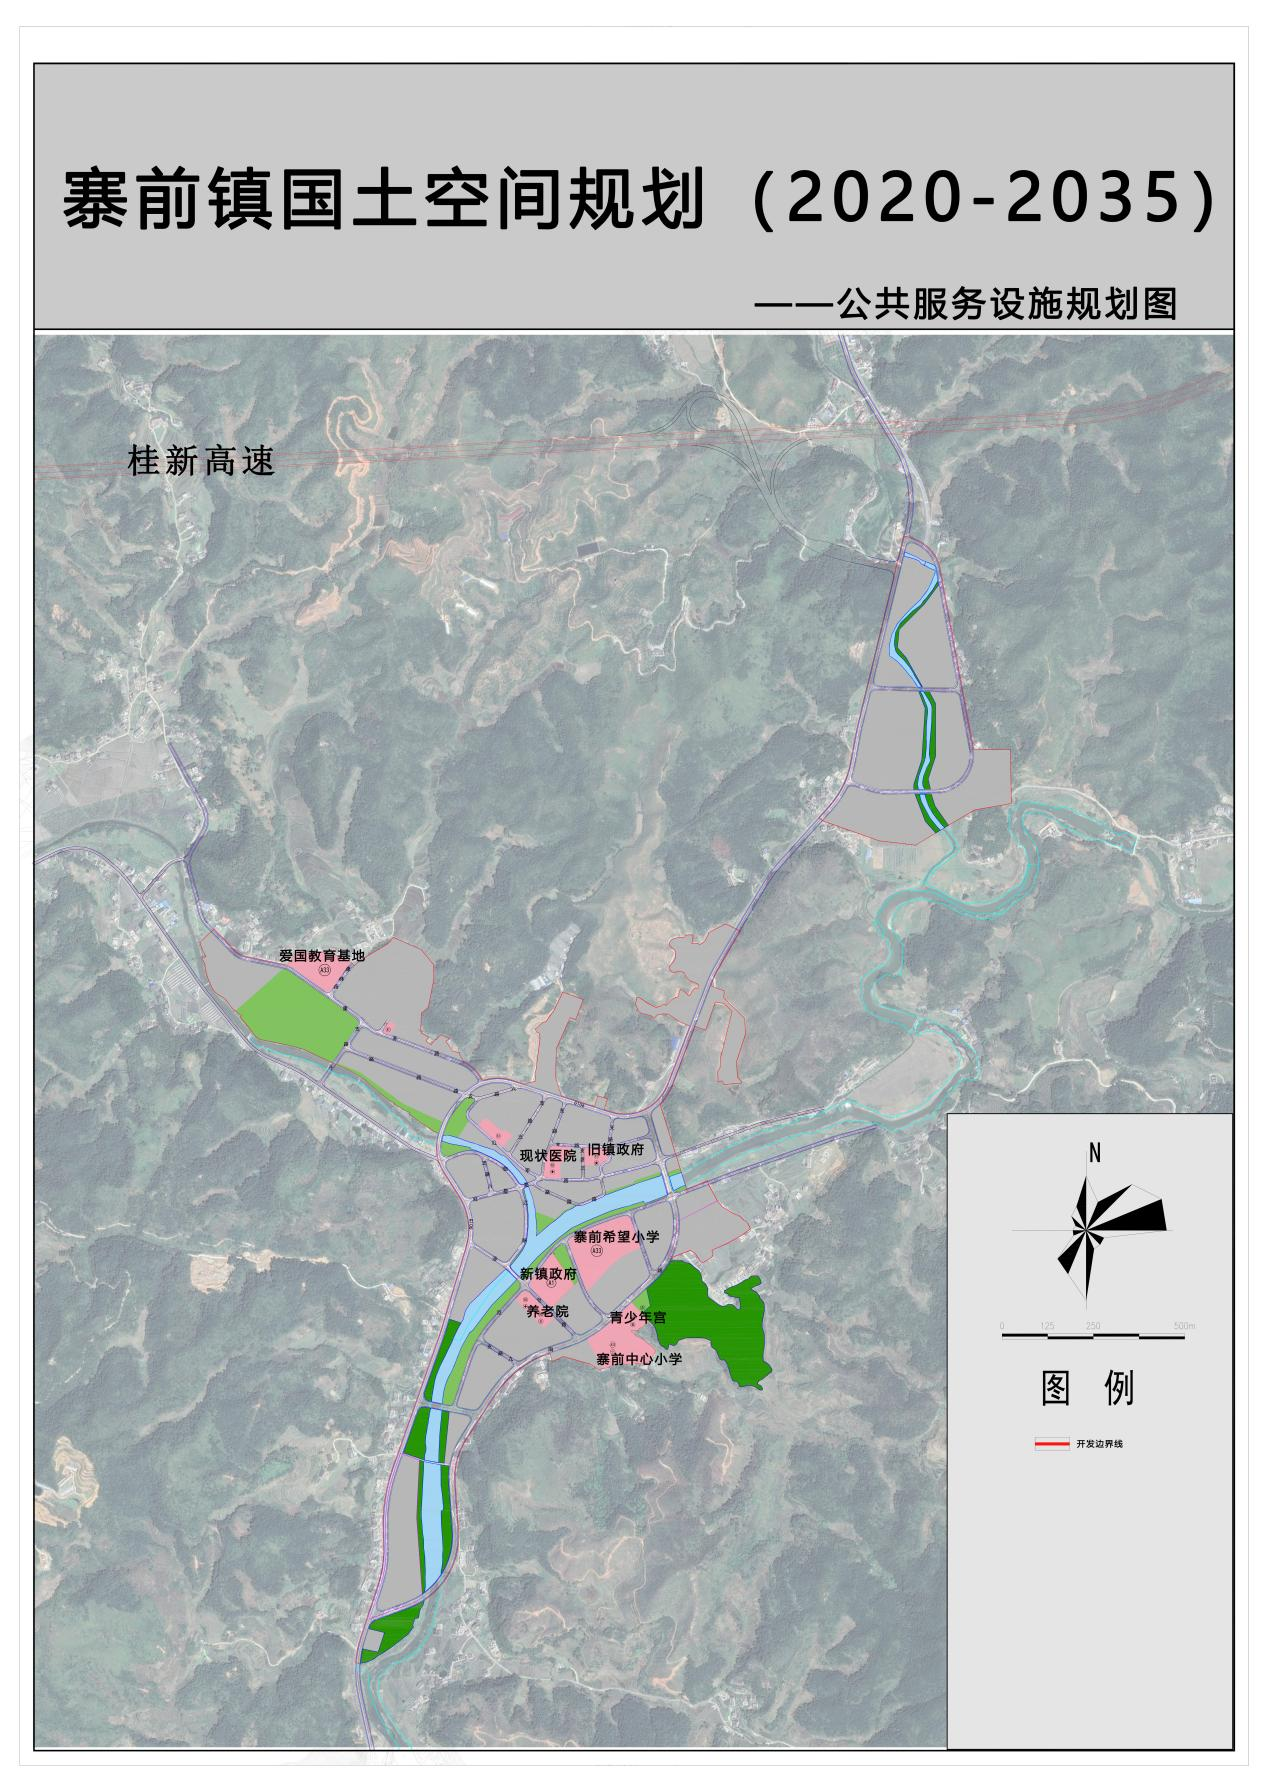 寨前镇国土空间规划（2020-2035）
——公共服务设施规划图
桂新高速
爱国教育基地
A33
现状医院
旧镇政府
寨前希望小学
A33
新镇政府
A1
养老院
青少年宫
寨前中心小学
N
0 125 250 500m
图 例
开发边界线